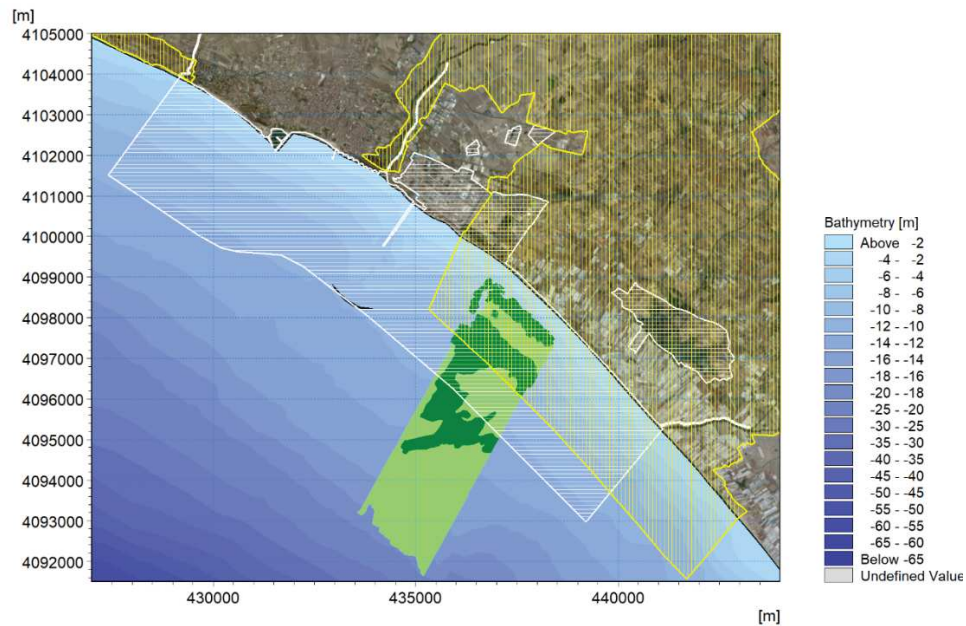 [m]
4105000
4104000
4103000
4102000
4101000
4100000
4099000
4098000
4097000
4096000
4095000
4094000
4093000
4092000
430000 435000 440000
[m]
Bathymetry [m]
Above -2
-4 - -2
-6 - -4
-8 - -6
-10 - -8
-12 - -10
-14 - -12
-16 - -14
-18 - -16
-20 - -18
-25 - -20
-30 - -25
-35 - -30
-40 - -35
-45 - -40
-50 - -45
-55 - -50
-60 - -55
-65 - -60
Below -65
Undefined Value